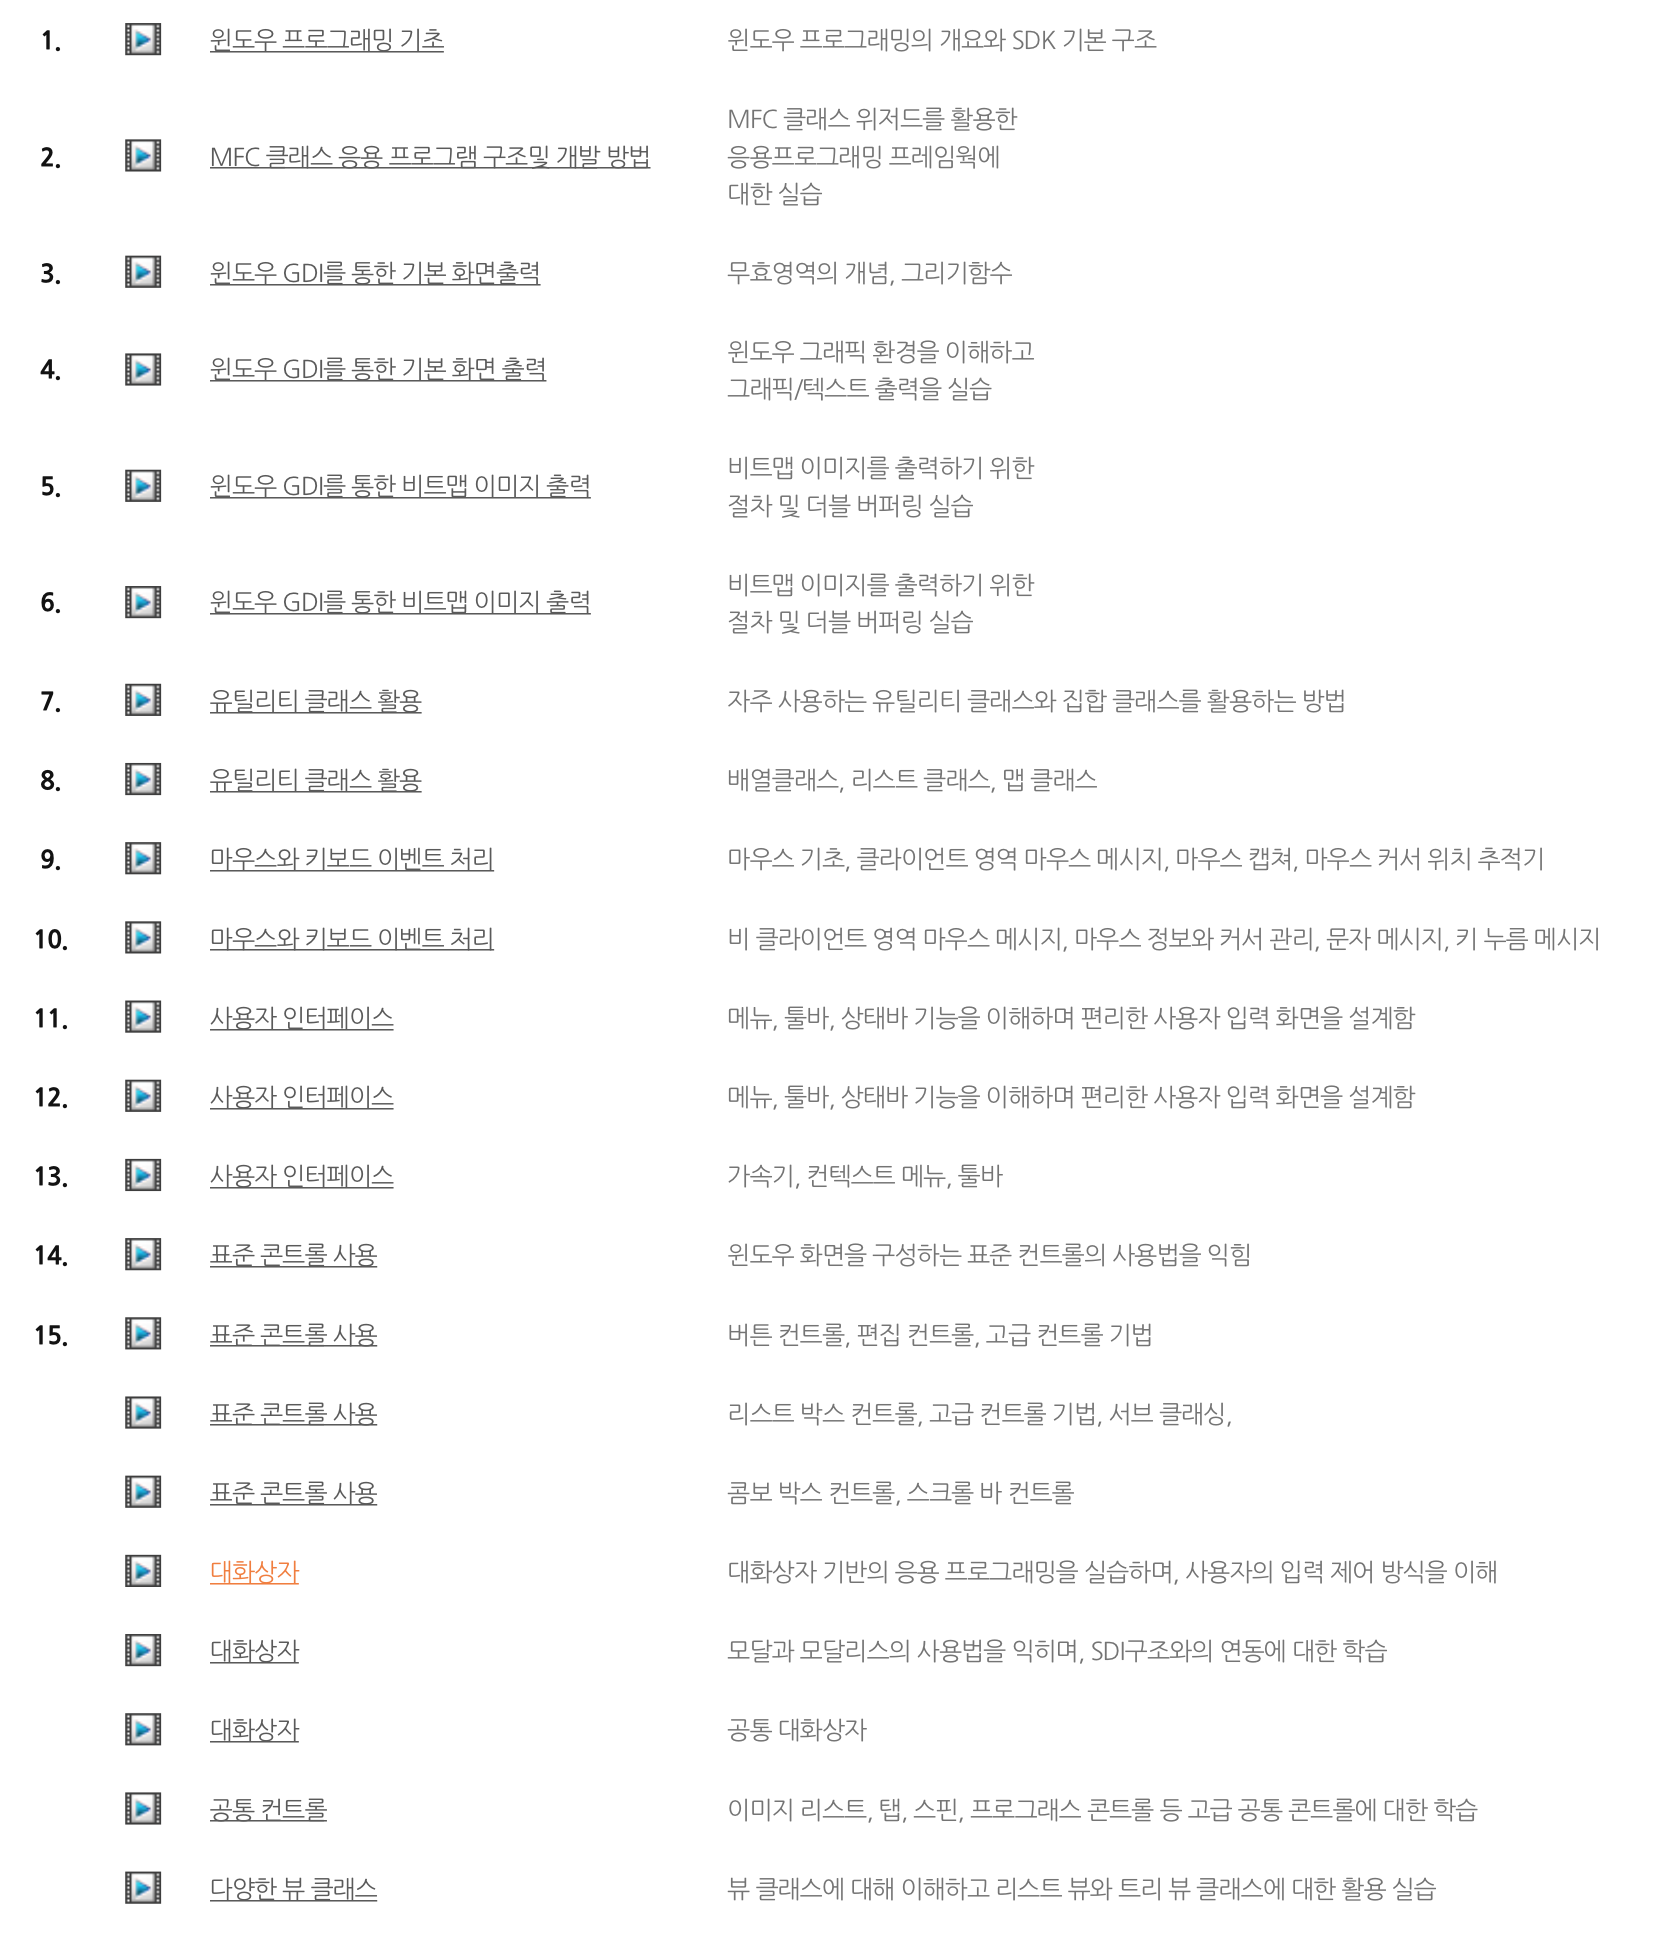 1. 윈도우 프로그래밍 기초 윈도우 프로그래밍의 개요와 SDK 기본 구조
MFC 클래스 위저드를 활용한
2. MFC 클래스 응용 프로그램 구조및 개발 방법 응용프로그래밍 프레임웍에
대한 실습
3. 윈도우 GDI를 통한 기본 화면출력 무효영역의 개념, 그리기함수
윈도우 그래픽 환경을 이해하고
4. 윈도우 GDI를 통한 기본 화면 출력
그래픽/텍스트 출력을 실습
비트맵 이미지를 출력하기 위한
5. 윈도우 GDI를 통한 비트맵 이미지 출력
절차 및 더블 버퍼링 실습
비트맵 이미지를 출력하기 위한
6. 윈도우 GDI를 통한 비트맵 이미지 출력
절차 및 더블 버퍼링 실습
7. 유틸리티 클래스 활용 자주 사용하는 유틸리티 클래스와 집합 클래스를 활용하는 방법
8. 유틸리티 클래스 활용 배열클래스, 리스트 클래스, 맵 클래스
9. 마우스와 키보드 이벤트 처리 마우스 기초, 클라이언트 영역 마우스 메시지, 마우스 캡쳐, 마우스 커서 위치 추적기
10. 마우스와 키보드 이벤트 처리 비 클라이언트 영역 마우스 메시지, 마우스 정보와 커서 관리, 문자 메시지, 키 누름 메시지
11. 사용자 인터페이스 메뉴, 툴바, 상태바 기능을 이해하며 편리한 사용자 입력 화면을 설계함
12. 사용자 인터페이스 메뉴, 툴바, 상태바 기능을 이해하며 편리한 사용자 입력 화면을 설계함
13. 사용자 인터페이스 가속기, 컨텍스트 메뉴, 툴바
14. 표준 콘트롤 사용 윈도우 화면을 구성하는 표준 컨트롤의 사용법을 익힘
15. 표준 콘트롤 사용 버튼 컨트롤, 편집 컨트롤, 고급 컨트롤 기법
표준 콘트롤 사용 리스트 박스 컨트롤, 고급 컨트롤 기법, 서브 클래싱,
표준 콘트롤 사용 콤보 박스 컨트롤, 스크롤 바 컨트롤
대화상자 대화상자 기반의 응용 프로그래밍을 실습하며, 사용자의 입력 제어 방식을 이해
대화상자 모달과 모달리스의 사용법을 익히며, SDI구조와의 연동에 대한 학습
대화상자 공통 대화상자
공통 컨트롤 이미지 리스트, 탭, 스핀, 프로그래스 콘트롤 등 고급 공통 콘트롤에 대한 학습
다양한 뷰 클래스 뷰 클래스에 대해 이해하고 리스트 뷰와 트리 뷰 클래스에 대한 활용 실습